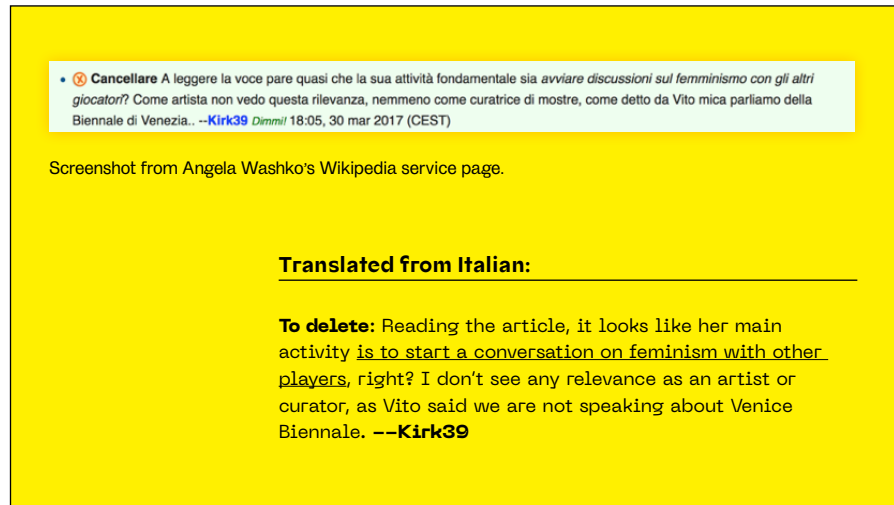 • Ⓧ Cancellare A leggere la voce pare quasi che la sua attività fondamentale sia avviare discussioni sul femminismo con gli altri
giocatori? Come artista non vedo questa rilevanza, nemmeno come curatrice di mostre, come detto da Vito mica parliamo della
Biennale di Venezia.. --Kirk39 Dimmi! 18:05, 30 mar 2017 (CEST)
Screenshot from Angela Washko's Wikipedia service page.
Translated from Italian:
To delete: Reading the article, it looks like her main
activity is to start a conversation on feminism with other
players, right? I don't see any relevance as an artist or
curator, as Vito said we are not speaking about Venice
Biennale. --Kirk39